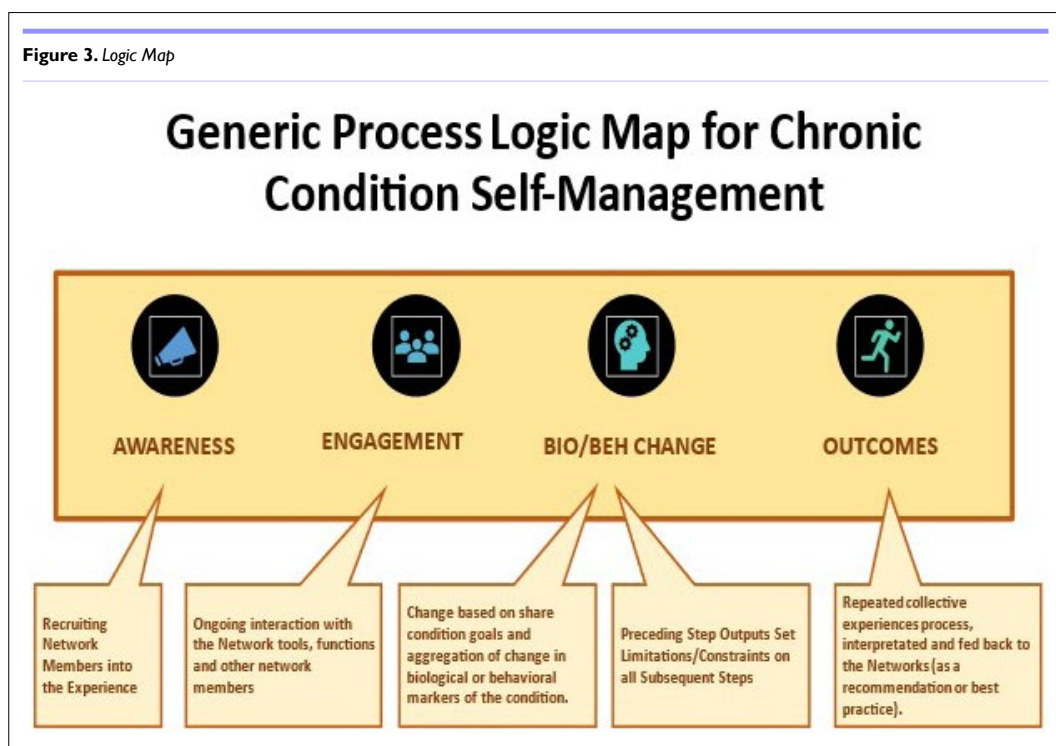 Figure 3. Logic Map
Generic Process Logic Map for Chronic
Condition Self-Management
AWARENESS
ENGAGEMENT
BIO/BEH CHANGE
OUTCOMES
Recruiting
Network
Members into
the Experience
Ongoing interaction with
the Network tools, functions
and other network
members
Change based on share
condition goals and
aggregation of change in
biological or behavioral
markers of the condition.
Preceding Step Outputs Set
Limitations/Constraints on
all Subsequent Steps
Repeated collective
experiences process,
interpretated and fed back to
the Networks (as a
recommendation or best
practice).